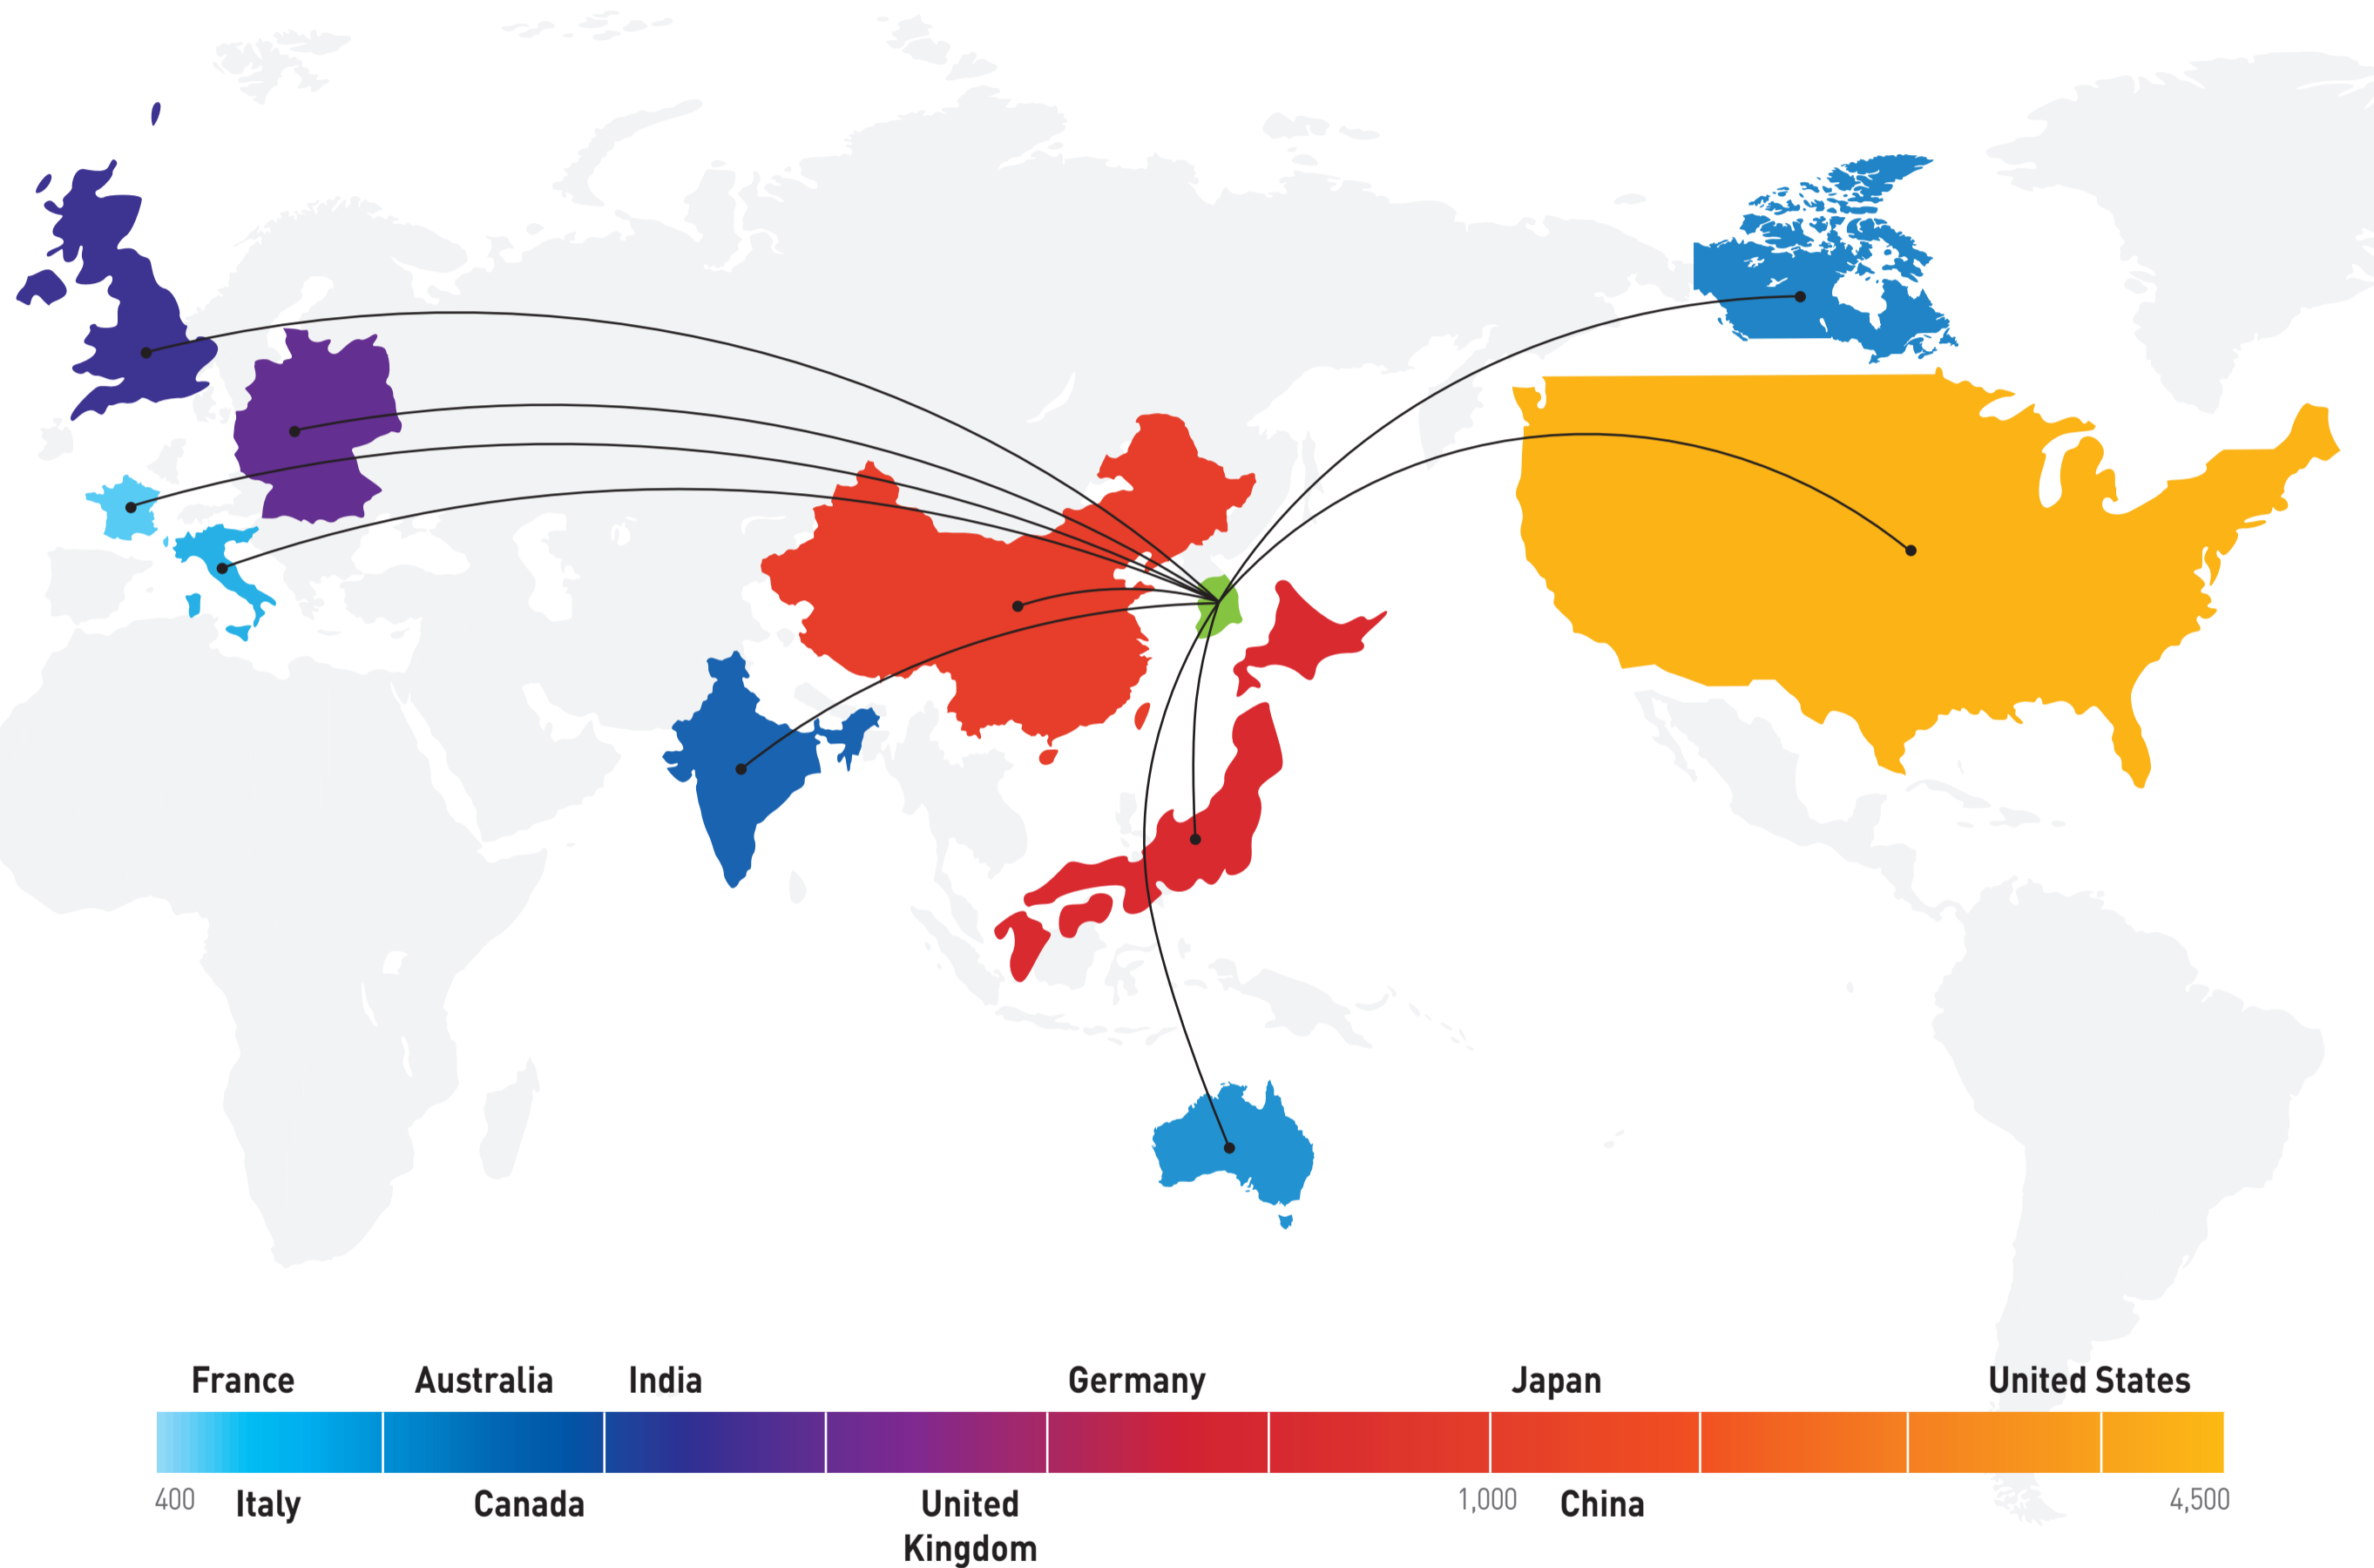 France Australia India Germany Japan United States
400 Italy Canada United Kingdom 1,000 China 4,500